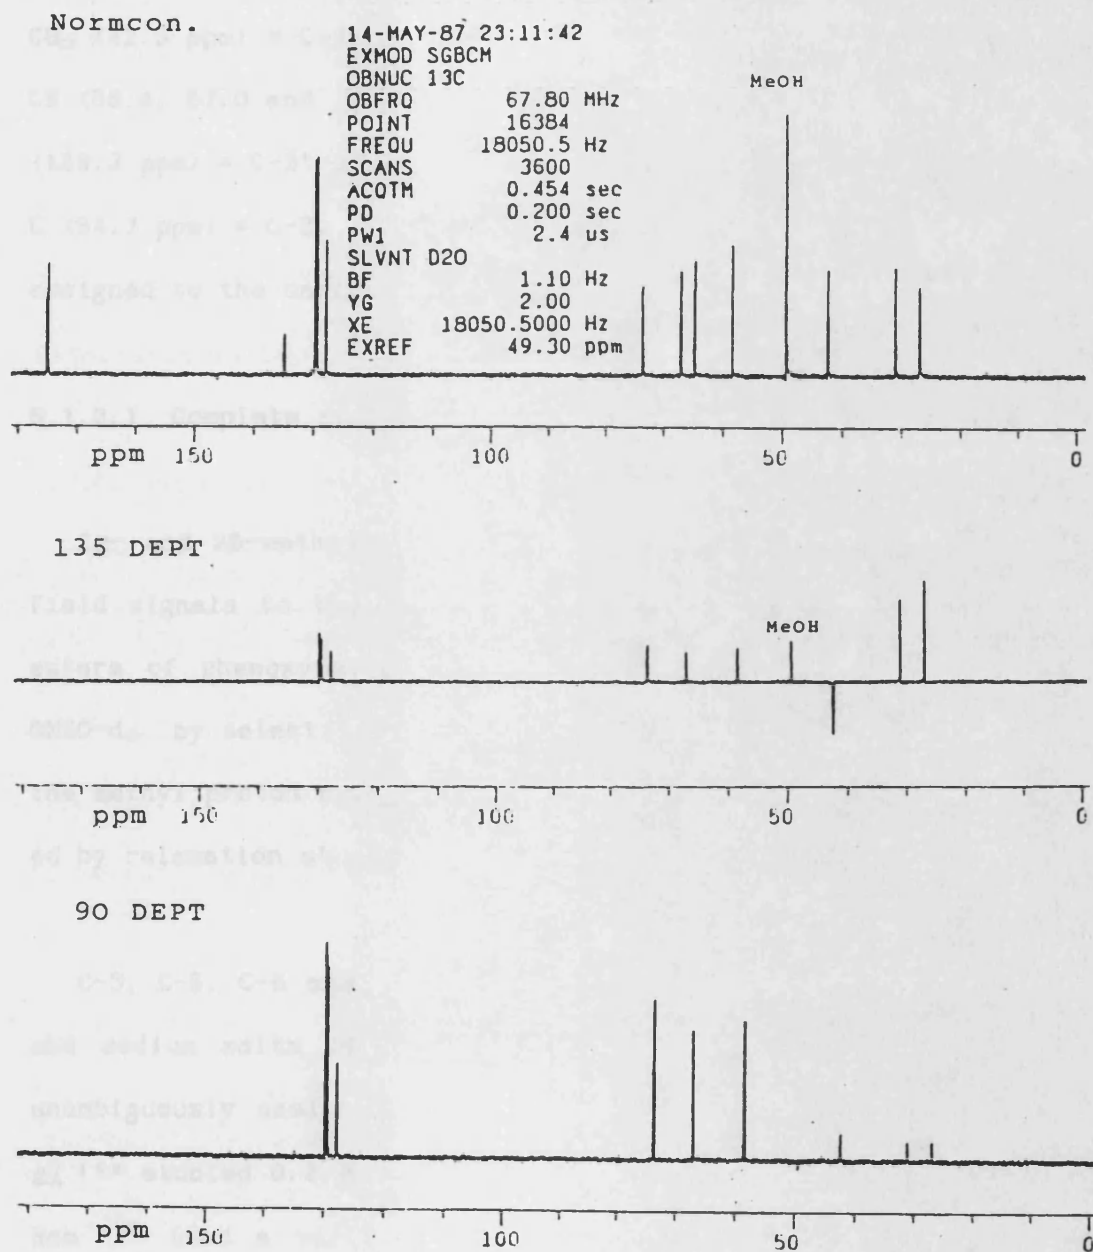 Normcon.
14-MAY-87 23:11:42
EXMOD SGBCM
OBNUC 13C
OBFRQ 67.80 MHz
POINT 16384
FREQU 18050.5 Hz
SCANS 3600
ACQTM 0.454 sec
PD 0.200 sec
PW1 2.4 us
SLVNT D2O
BF 1.10 Hz
YG 2.00
XE 18050.5000 Hz
EXREF 49.30 ppm
MeOH
ppm 150 100 50 0
135 DEPT
MeOH
ppm 150 100 50 0
90 DEPT
ppm 150 100 50 0